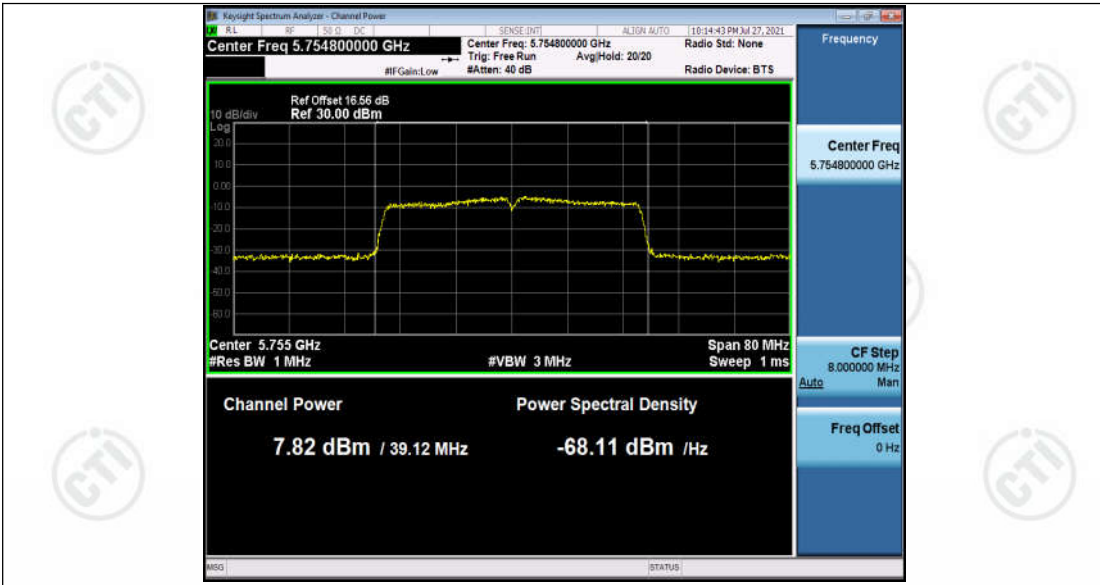 Keysight Spectrum Analyzer - Channel Power
RL RF 50 Ω DC SENSE:INT ALIGN AUTO 10:14:43 PM Jul 27, 2021
Center Freq 5.754800000 GHz
Center Freq: 5.754800000 GHz
Radio Std: None
Trig: Free Run Avg|Hold: 20/20
#IFGain:Low
#Atten: 40 dB
Radio Device: BTS
Frequency
Ref Offset 16.56 dB
10 dB/div Ref 30.00 dBm
Log
20.0
10.0
0.00
-10.0
-20.0
-30.0
-40.0
-50.0
-60.0
Center 5.755 GHz Span 80 MHz
#Res BW 1 MHz #VBW 3 MHz Sweep 1 ms
Channel Power
Power Spectral Density
7.82 dBm / 39.12 MHz
-68.11 dBm /Hz
Center Freq
5.754800000 GHz
CF Step
8.000000 MHz
Auto Man
Freq Offset
0 Hz
MSG STATUS
CTI
CTI
CTI
CTI